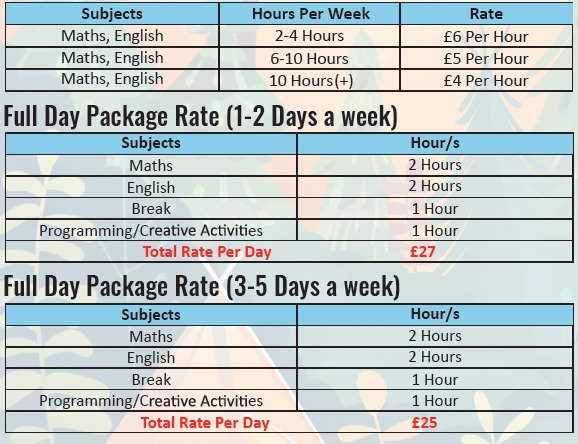 Subjects Hours Per Week Rate
Maths, English 2-4 Hours £6 Per Hour
Maths, English 6-10 Hours £5 Per Hour
Maths, English 10 Hours(+) £4 Per Hour
Full Day Package Rate (1-2 Days a week)
Subjects Hour/s
Maths 2 Hours
English 2 Hours
Break 1 Hour
Programming/Creative Activities 1 Hour
Total Rate Per Day £27
Full Day Package Rate (3-5 Days a week)
Subjects Hour/s
Maths 2 Hours
English 2 Hours
Break 1 Hour
Programming/Creative Activities 1 Hour
Total Rate Per Day £25